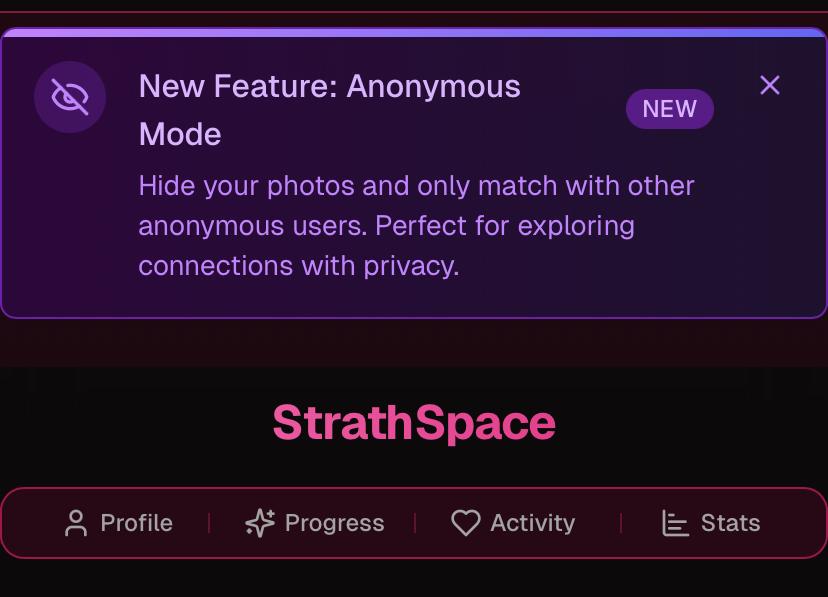 New Feature: Anonymous
Mode
NEW
Hide your photos and only match with other
anonymous users. Perfect for exploring
connections with privacy.
StrathSpace
Profile
Progress
Activity
Stats